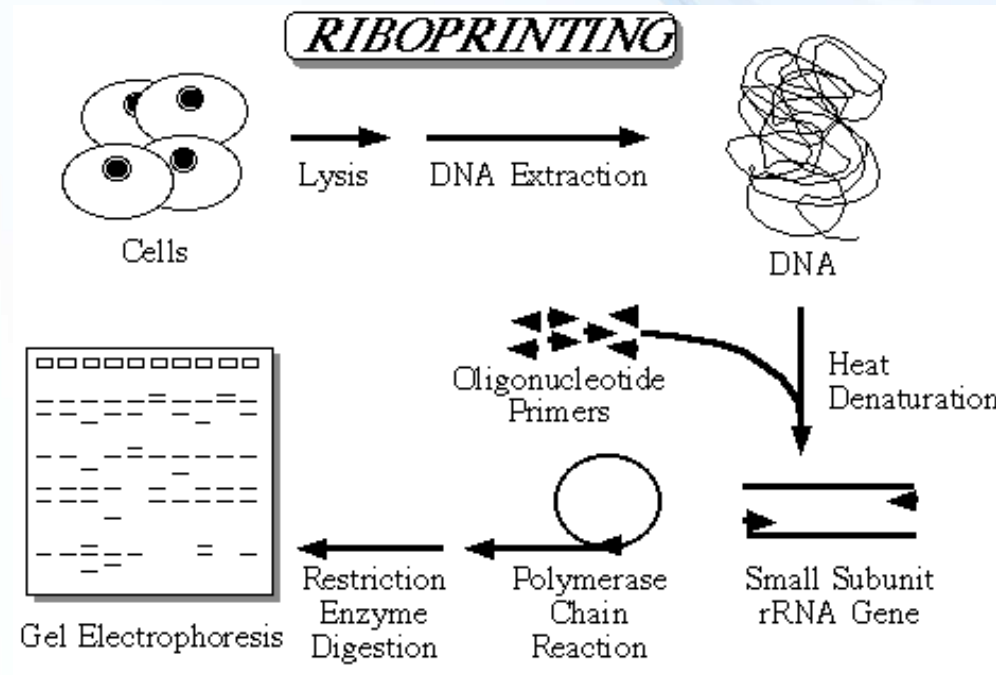 RIBOPRINTING
Lysis
DNA Extraction
Cells
DNA
Oligonucleotide
Primers
Heat
Denaturation
Small Subunit
rRNA Gene
Polymerase
Chain
Reaction
Restriction
Enzyme
Digestion
Gel Electrophoresis